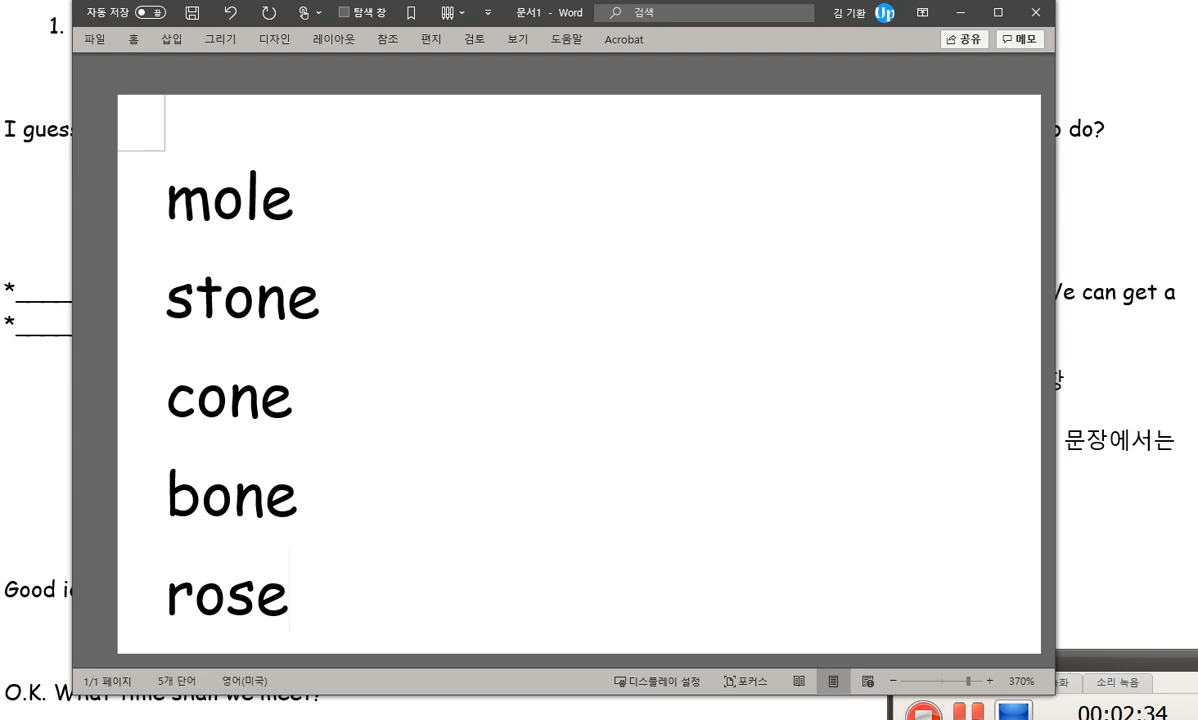 1.
자동 저장 끔 탐색 창 문서1 - Word 검색 김 기환 Up
파일 홈 삽입 그리기 디자인 레이아웃 참조 편지 검토 보기 도움말 Acrobat 공유 메모
I guess do?
mole
* We can get a
stone
*
cone
문장에서는
bone
Good
rose
1/1 페이지 5개 단어 영어(미국) 디스플레이 설정 포커스 370%
O.K. What time shall we meet?
소리 녹음
00:02:34